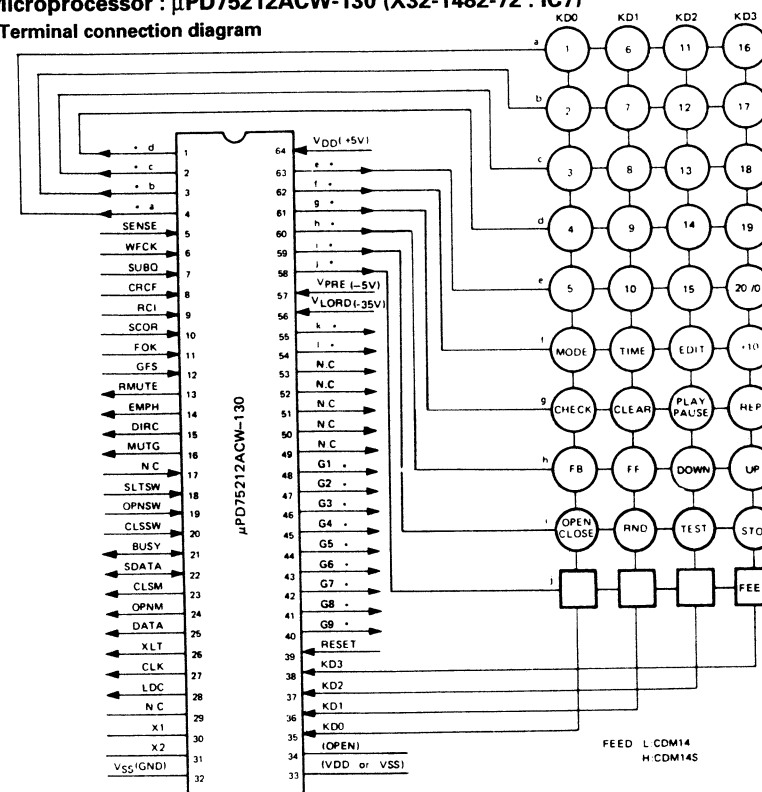 Microprocessor : µPD75212ACW-130 (X32-1482-72 : IC7)
Terminal connection diagram
KD0 KD1 KD2 KD3
a 1 6 11 16
b 2 7 12 17
c 3 8 13 18
d 4 9 14 19
e 5 10 15 20/0
f MODE TIME EDIT +10
g CHECK CLEAR PLAY PAUSE REP
h FB FF DOWN UP
i OPEN CLOSE RND TEST STO
j FEE
µPD75212ACW-130
* d 1
* c 2
* b 3
* a 4
SENSE 5
WFCK 6
SUBQ 7
CRCF 8
RCI 9
SCOR 10
FOK 11
GFS 12
RMUTE 13
EMPH 14
DIRC 15
MUTG 16
NC 17
SLTSW 18
OPNSW 19
CLSSW 20
BUSY 21
SDATA 22
CLSM 23
OPNM 24
DATA 25
XLT 26
CLK 27
LDC 28
NC 29
X1 30
X2 31
VSS(GND) 32
64 VDD(+5V)
63 e *
62 f *
61 g *
60 h *
59 i *
58 j *
57 VPRE (-5V)
56 VLORD(-35V)
55 k *
54 l *
53 N.C
52 N.C
51 N C
50 N C
49 N C
48 G1 *
47 G2 *
46 G3 *
45 G4 *
44 G5 *
43 G6 *
42 G7 *
41 G8 *
40 G9 *
39 RESET
38 KD3
37 KD2
36 KD1
35 KD0
34 (OPEN)
33 (VDD or VSS)
FEED L:CDM14
H:CDM14S